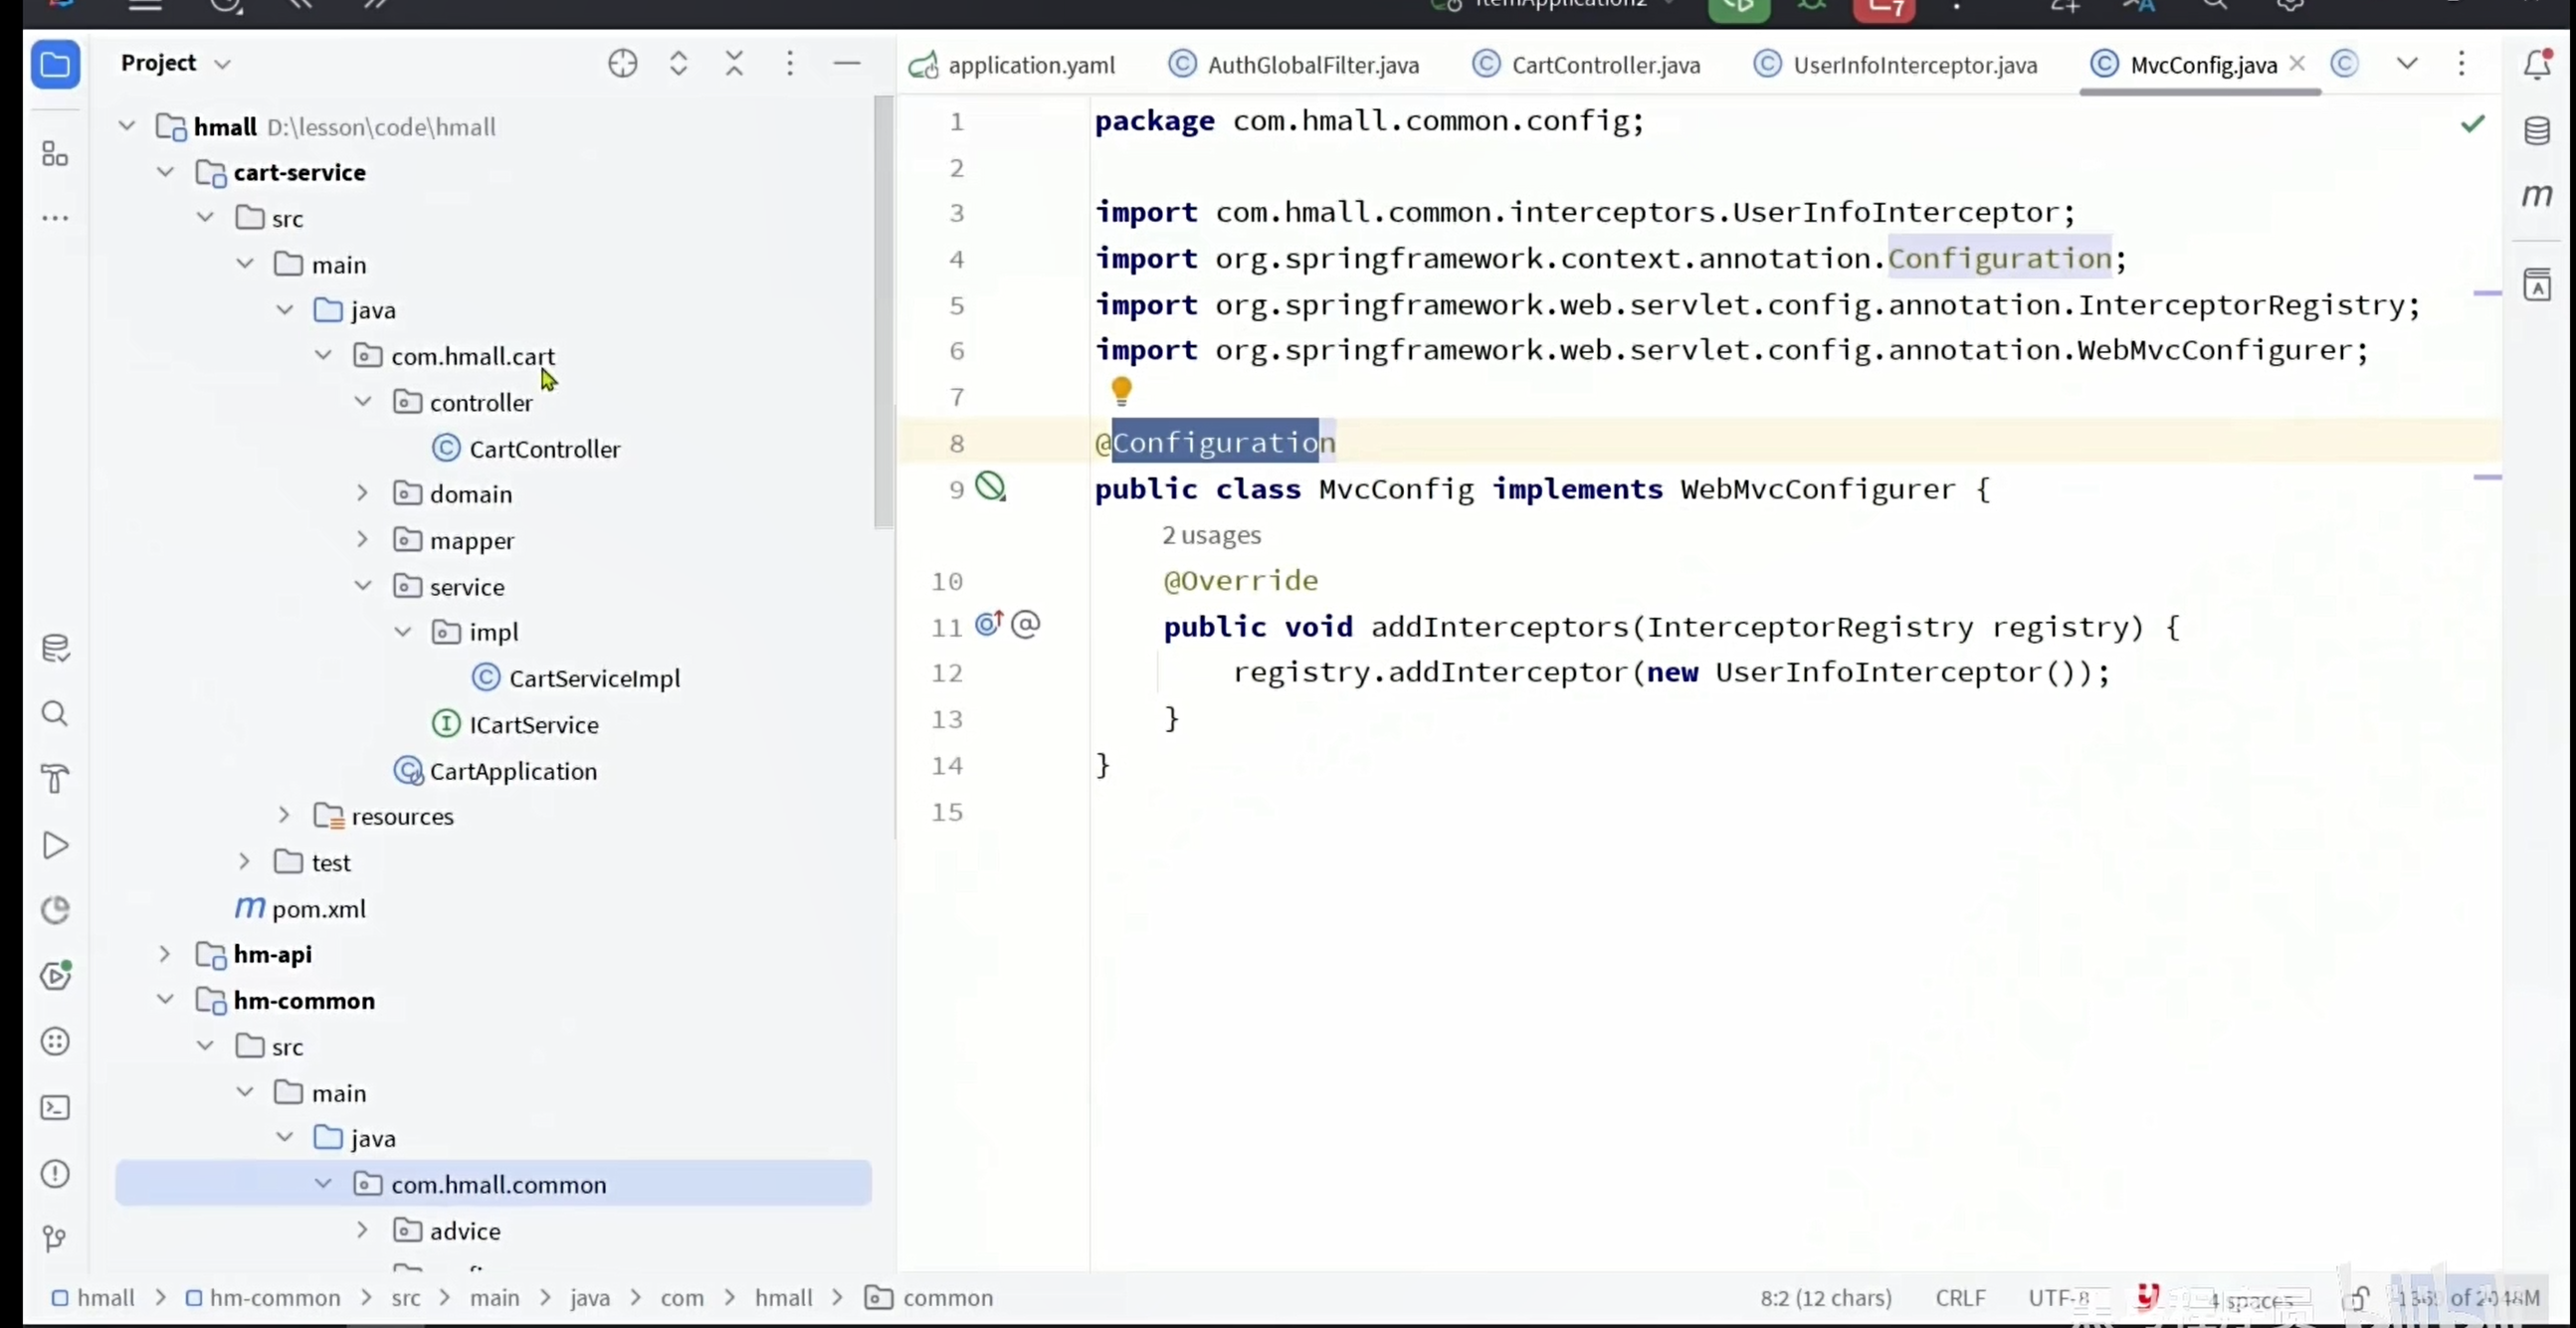 Project
application.yaml
AuthGlobalFilter.java
CartController.java
UserInfoInterceptor.java
MvcConfig.java
hmall D:\lesson\code\hmall
cart-service
src
main
java
com.hmall.cart
controller
CartController
domain
mapper
service
impl
CartServiceImpl
ICartService
CartApplication
resources
test
pom.xml
hm-api
hm-common
src
main
java
com.hmall.common
advice
1 package com.hmall.common.config;
2
3 import com.hmall.common.interceptors.UserInfoInterceptor;
4 import org.springframework.context.annotation.Configuration;
5 import org.springframework.web.servlet.config.annotation.InterceptorRegistry;
6 import org.springframework.web.servlet.config.annotation.WebMvcConfigurer;
7
8 @Configuration
9 public class MvcConfig implements WebMvcConfigurer {
2 usages
10 @Override
11 public void addInterceptors(InterceptorRegistry registry) {
12 registry.addInterceptor(new UserInfoInterceptor());
13 }
14 }
15
hmall > hm-common > src > main > java > com > hmall > common
8:2 (12 chars) CRLF UTF-8 4 spaces of 2048M